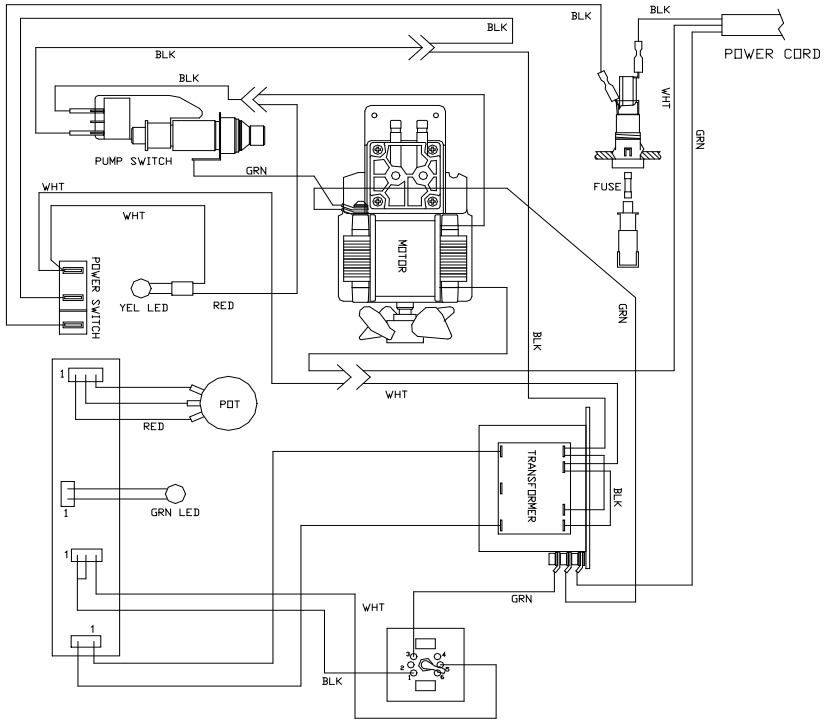 BLK
BLK
BLK
POWER CORD
BLK
BLK
WHT
GRN
PUMP SWITCH
GRN
FUSE
WHT
WHT
MOTOR
POWER SWITCH
YEL LED
RED
GRN
BLK
1
POT
WHT
RED
TRANSFORMER
BLK
1
GRN LED
1
GRN
WHT
1
3
4
2
5
1
6
BLK